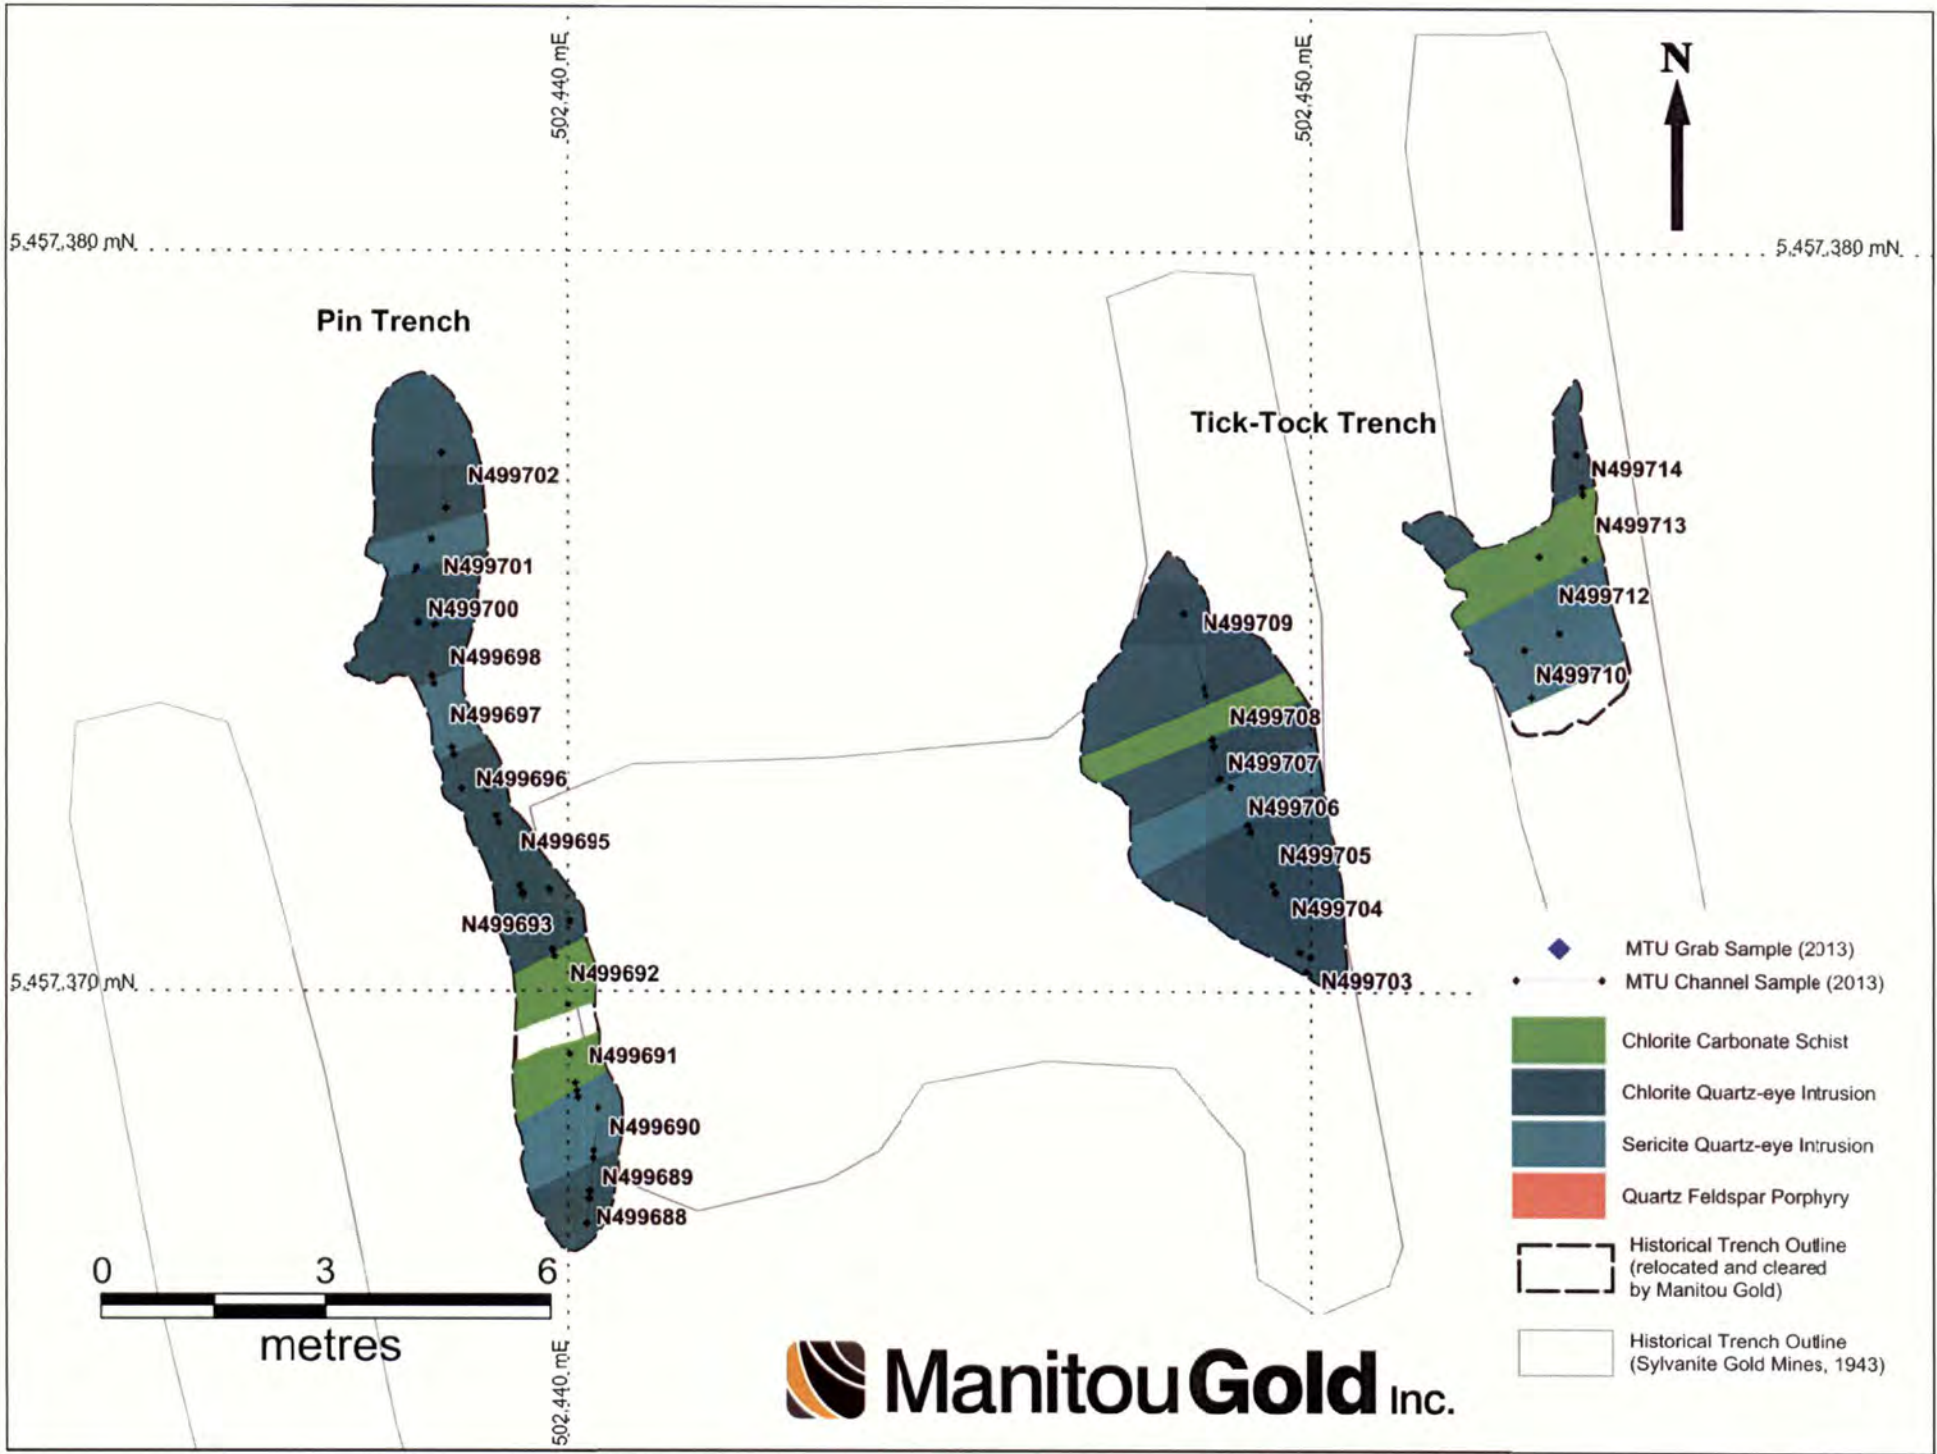 502,440 mE
502,450 mE
N
5,457,380 mN
5,457,380 mN
Pin Trench
Tick-Tock Trench
N499702
N499701
N499700
N499698
N499697
N499696
N499695
N499693
N499692
N499691
N499690
N499689
N499688
N499709
N499708
N499707
N499706
N499705
N499704
N499703
N499714
N499713
N499712
N499710
5,457,370 mN
MTU Grab Sample (2013)
MTU Channel Sample (2013)
Chlorite Carbonate Schist
Chlorite Quartz-eye Intrusion
Sericite Quartz-eye Intrusion
Quartz Feldspar Porphyry
Historical Trench Outline
(relocated and cleared
by Manitou Gold)
Historical Trench Outline
(Sylvanite Gold Mines, 1943)
0 3 6
metres
502,440 mE
ManitouGold Inc.